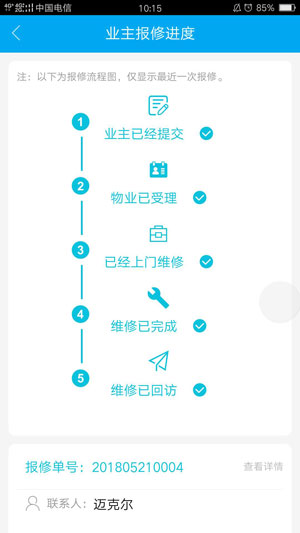 4G 中国电信 10:15 85%
业主报修进度
注:以下为报修流程图,仅显示最近一次报修。
1
业主已经提交
2
物业已受理
3
已经上门维修
4
维修已完成
5
维修已回访
报修单号:201805210004 查看详情
联系人:迈克尔